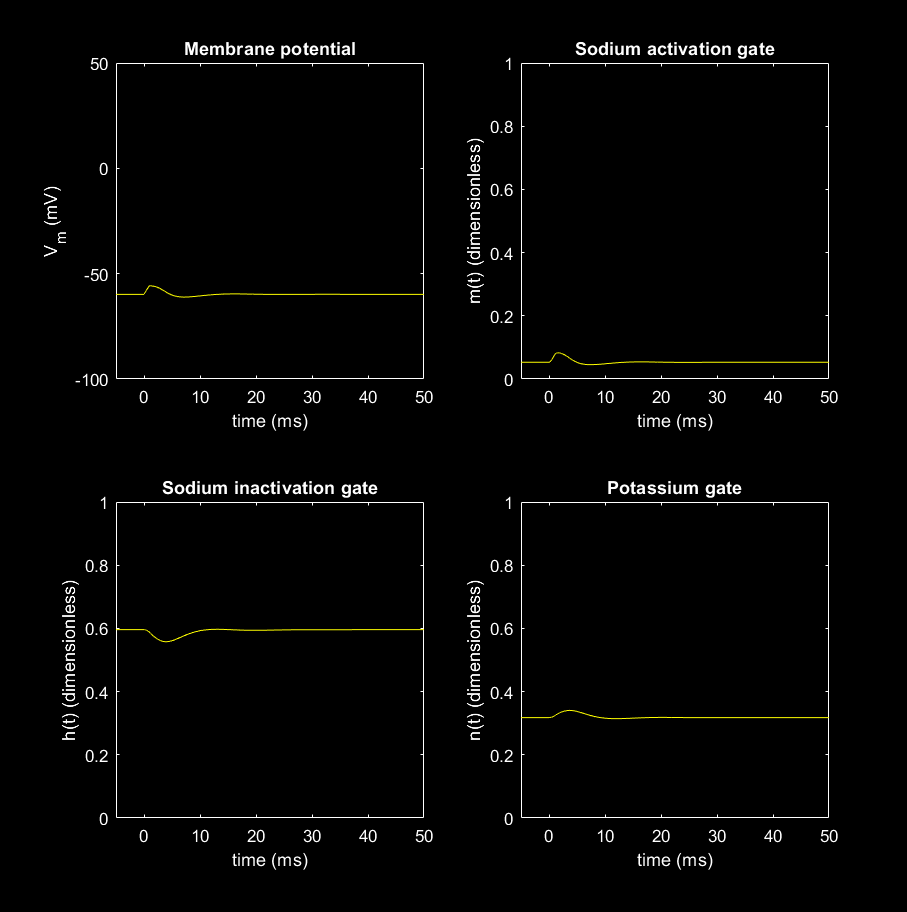 Membrane potential
50
0
-50
-100
V_m (mV)
0 10 20 30 40 50
time (ms)
Sodium activation gate
1
0.8
0.6
0.4
0.2
0
m(t) (dimensionless)
0 10 20 30 40 50
time (ms)
Sodium inactivation gate
1
0.8
0.6
0.4
0.2
0
h(t) (dimensionless)
0 10 20 30 40 50
time (ms)
Potassium gate
1
0.8
0.6
0.4
0.2
0
n(t) (dimensionless)
0 10 20 30 40 50
time (ms)